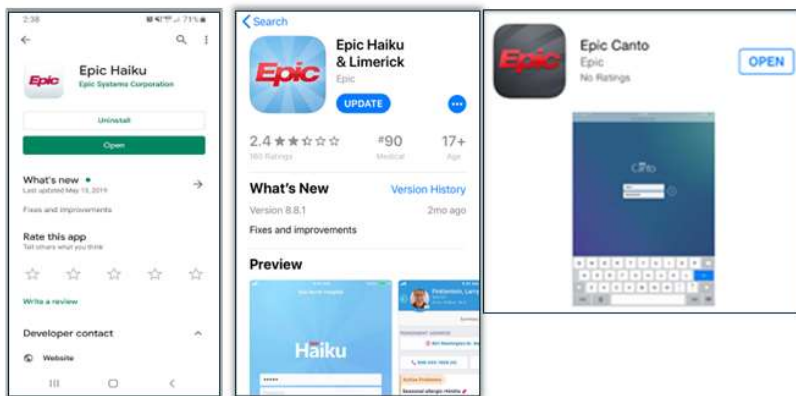 2:38
71%
Epic
Epic Haiku
Epic Systems Corporation
Uninstall
Open
What's new
Last updated May 13, 2019
Fixes and improvements
Rate this app
Tell others what you think
Write a review
Developer contact
Website
Search
Epic
Epic Haiku
& Limerick
Epic
UPDATE
2.4
#90
17+
Ratings
Medical
Age
What's New
Version History
Version 8.8.1
2mo ago
Fixes and improvements
Preview
Haiku
Epic
Epic Canto
Epic
No Ratings
OPEN
Canto